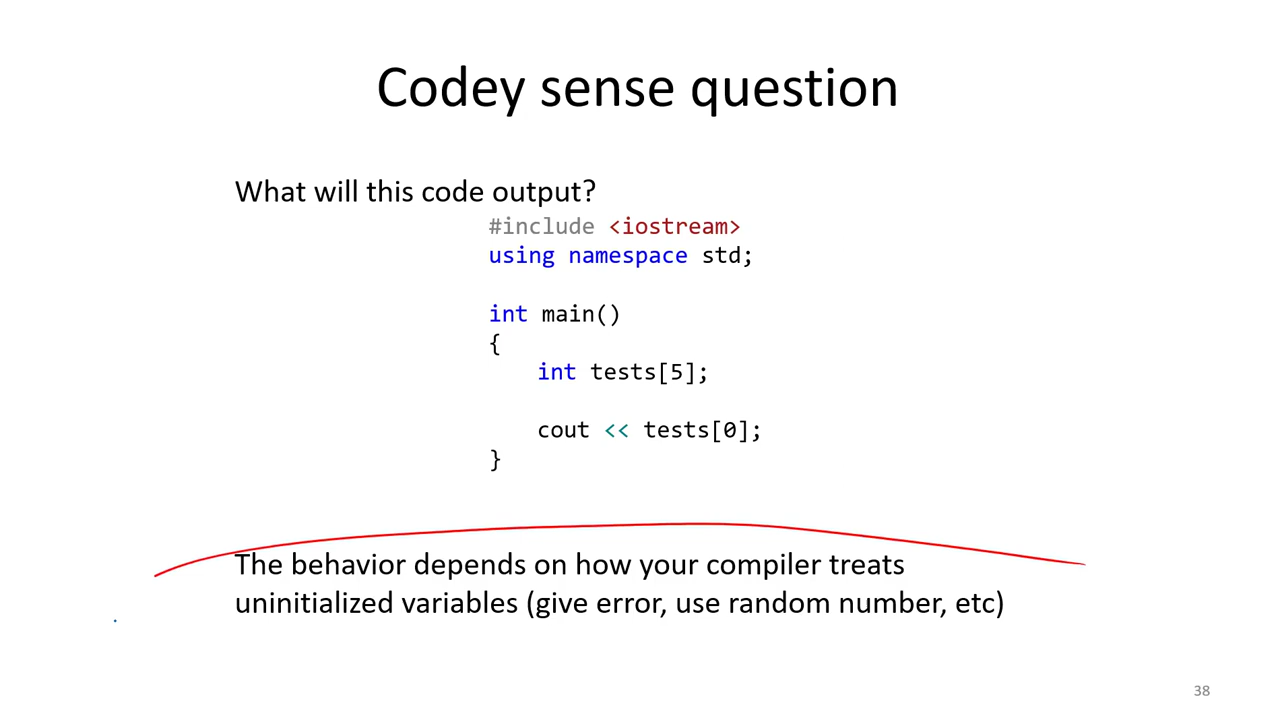 Codey sense question
What will this code output?
#include <iostream>
using namespace std;
int main()
{
int tests[5];
cout << tests[0];
}
The behavior depends on how your compiler treats
uninitialized variables (give error, use random number, etc)
38